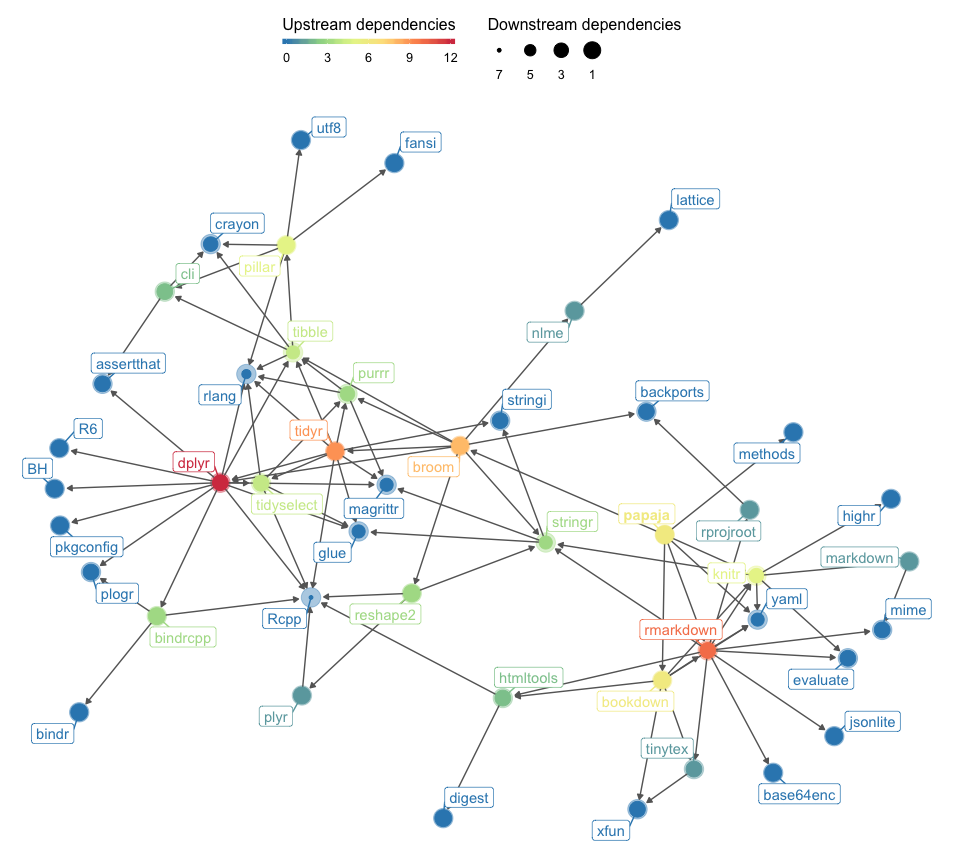 Upstream dependencies
Downstream dependencies
0 3 6 9 12
7 5 3 1
utf8
fansi
lattice
crayon
pillar
cli
nlme
tibble
assertthat
purrr
rlang
stringi
backports
R6
tidyr
methods
BH
dplyr
broom
tidyselect
magrittr
highr
papaja
stringr
rprojroot
pkgconfig
glue
markdown
knitr
plogr
yaml
mime
Rcpp
reshape2
rmarkdown
bindrcpp
htmltools
evaluate
bookdown
plyr
jsonlite
bindr
tinytex
base64enc
digest
xfun